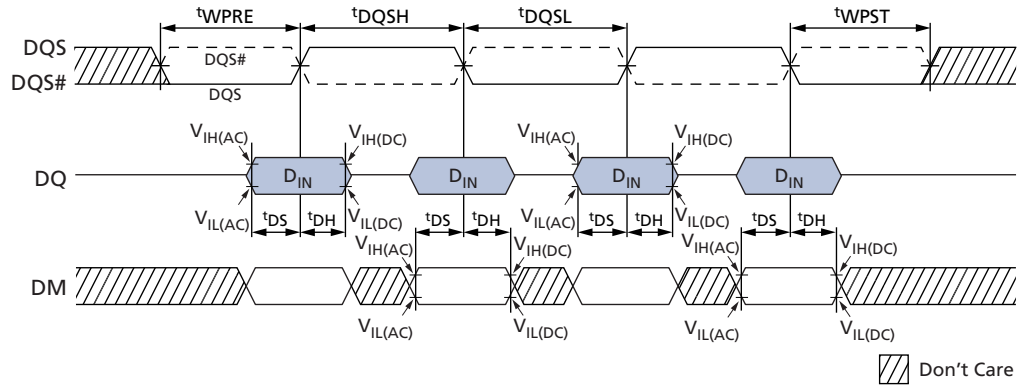 tWPRE tDQSH tDQSL tWPST
DQS
DQS#
DQS#
DQS
VIH(AC) VIH(DC) VIH(AC) VIH(DC)
DQ DIN DIN DIN DIN
VIL(AC) tDS tDH VIL(DC) tDS tDH VIL(AC) tDS tDH VIL(DC) tDS tDH
VIH(AC) VIH(DC) VIH(AC) VIH(DC)
DM
VIL(AC) VIL(DC) VIL(AC) VIL(DC)
Don't Care